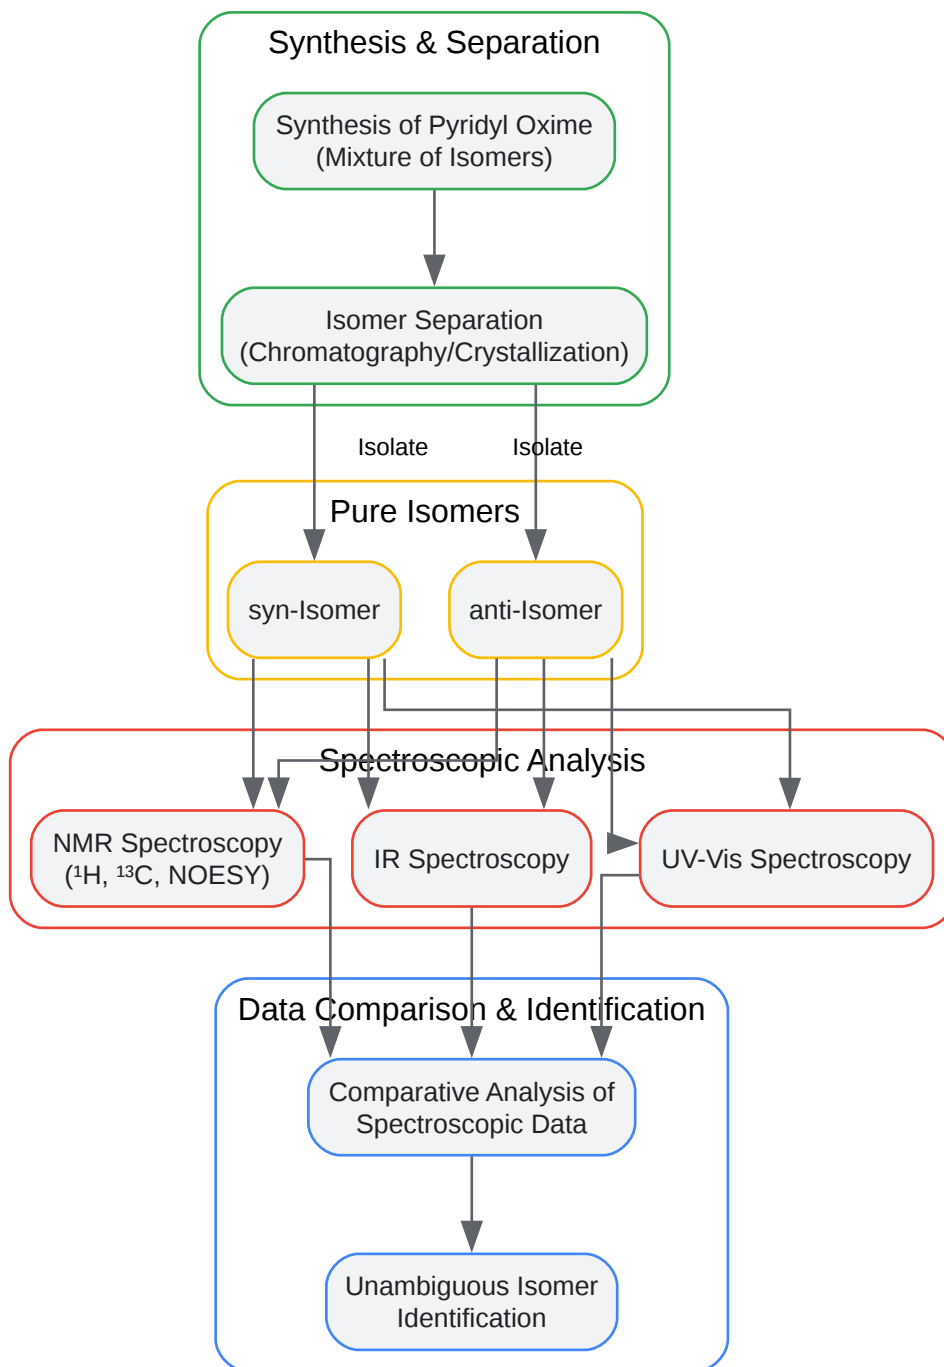 Synthesis & Separation
Synthesis of Pyridyl Oxime
(Mixture of Isomers)
Isomer Separation
(Chromatography/Crystallization)
Isolate
Isolate
Pure Isomers
syn-Isomer
anti-Isomer
Spectroscopic Analysis
NMR Spectroscopy
(¹H, ¹³C, NOESY)
IR Spectroscopy
UV-Vis Spectroscopy
Data Comparison & Identification
Comparative Analysis of
Spectroscopic Data
Unambiguous Isomer
Identification